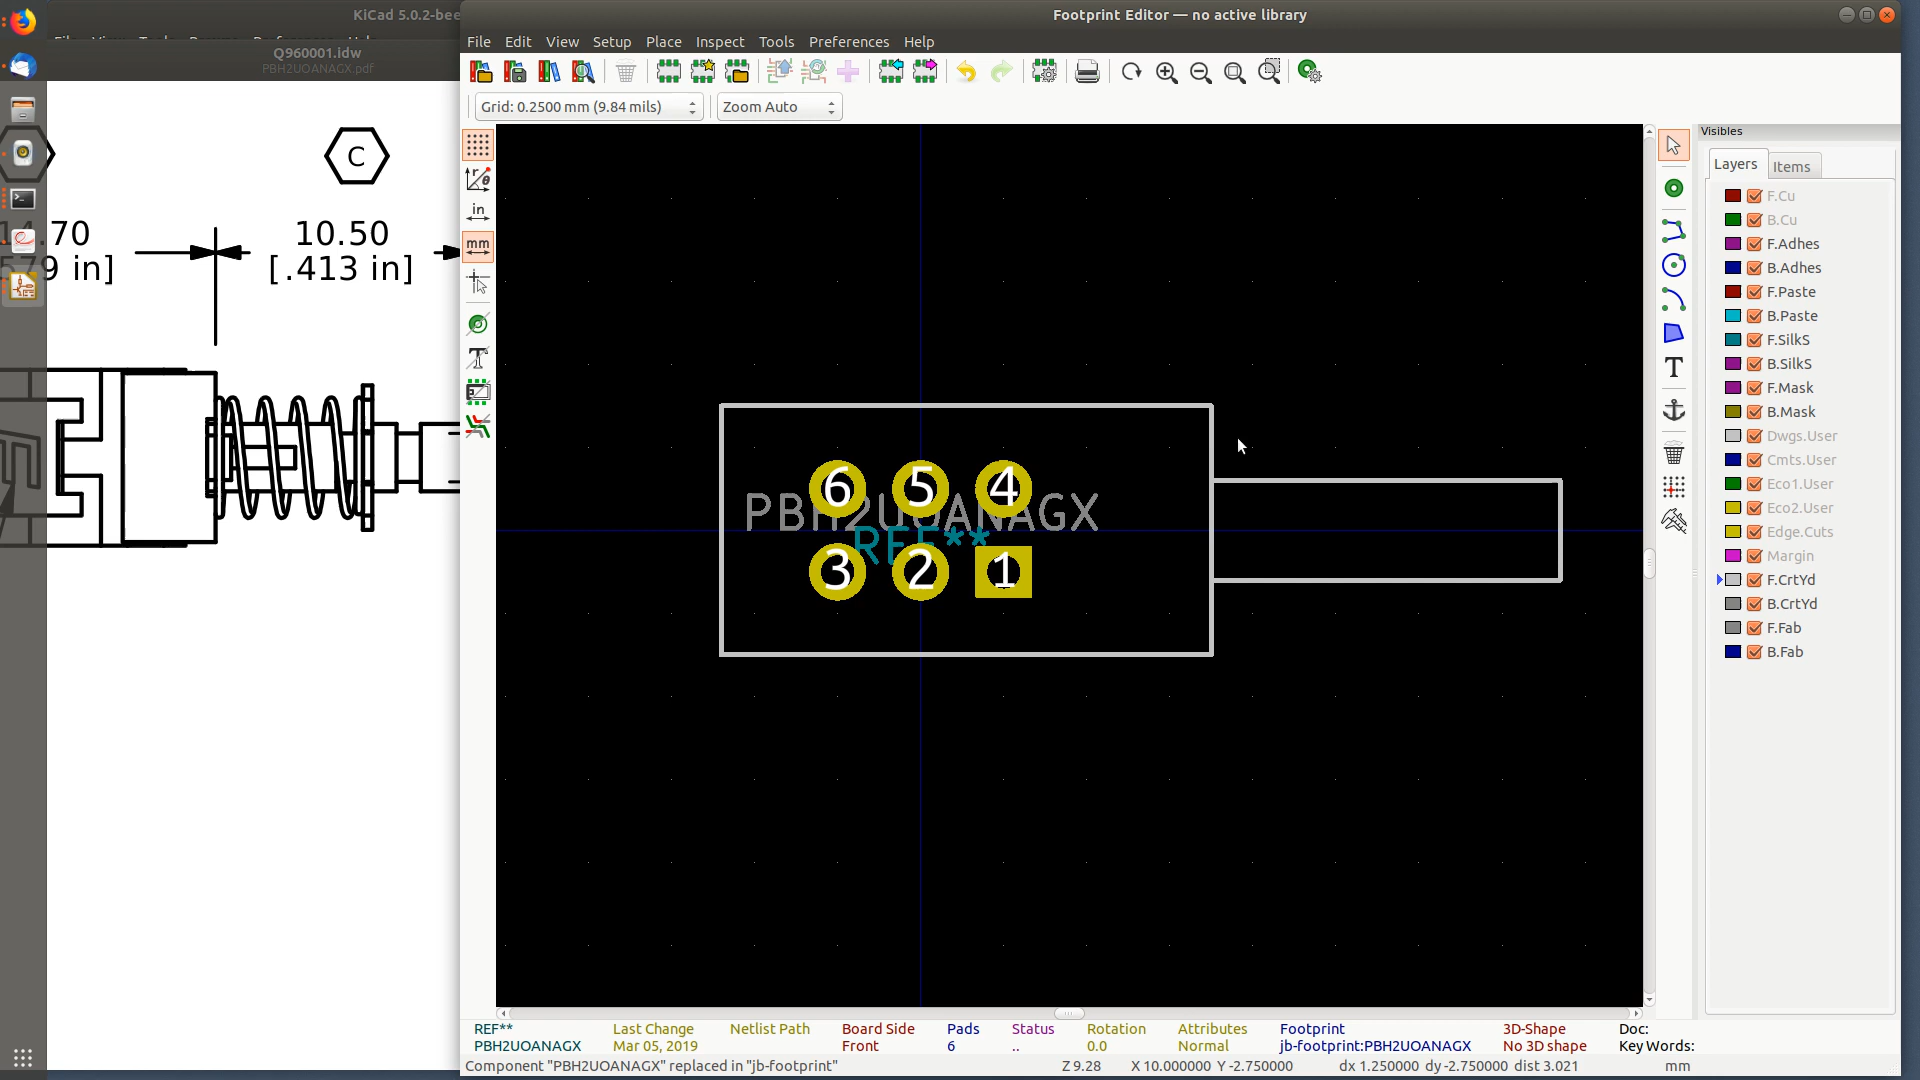 KiCad 5.0.2-bee
Q960001.idw
PBH2UOANAGX.pdf
Footprint Editor — no active library
File Edit View Setup Place Inspect Tools Preferences Help
Grid: 0.2500 mm (9.84 mils) Zoom Auto
C
.70 10.50
9 in] [.413 in]
in
mm
6 5 4
PBH2UOANAGX
REF**
3 2 1
Visibles
Layers Items
F.Cu
B.Cu
F.Adhes
B.Adhes
F.Paste
B.Paste
F.SilkS
B.SilkS
F.Mask
B.Mask
Dwgs.User
Cmts.User
Eco1.User
Eco2.User
Edge.Cuts
Margin
F.CrtYd
B.CrtYd
F.Fab
B.Fab
REF** Last Change Netlist Path Board Side Pads Status Rotation Attributes Footprint 3D-Shape Doc:
PBH2UOANAGX Mar 05, 2019 Front 6 .. 0.0 Normal jb-footprint:PBH2UOANAGX No 3D shape Key Words:
Component "PBH2UOANAGX" replaced in "jb-footprint" Z 9.28 X 10.000000 Y -2.750000 dx 1.250000 dy -2.750000 dist 3.021 mm